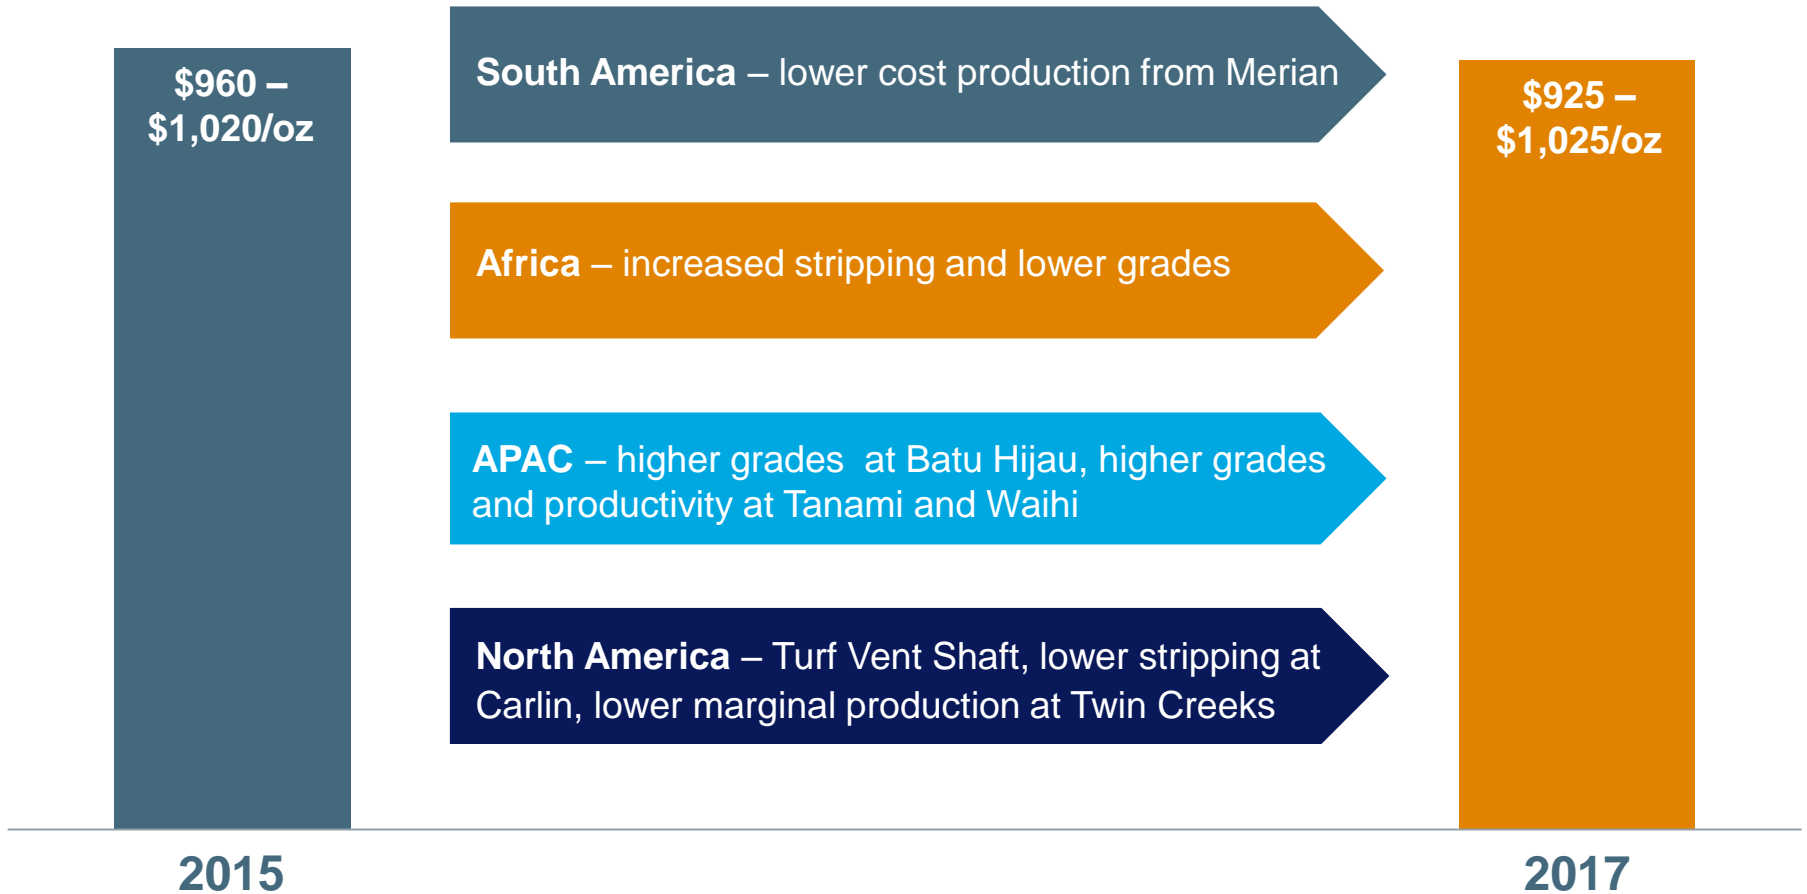 $960 –
$1,020/oz
South America – lower cost production from Merian
$925 –
$1,025/oz
Africa – increased stripping and lower grades
APAC – higher grades  at Batu Hijau, higher grades
and productivity at Tanami and Waihi
North America – Turf Vent Shaft, lower stripping at
Carlin, lower marginal production at Twin Creeks
2015
2017